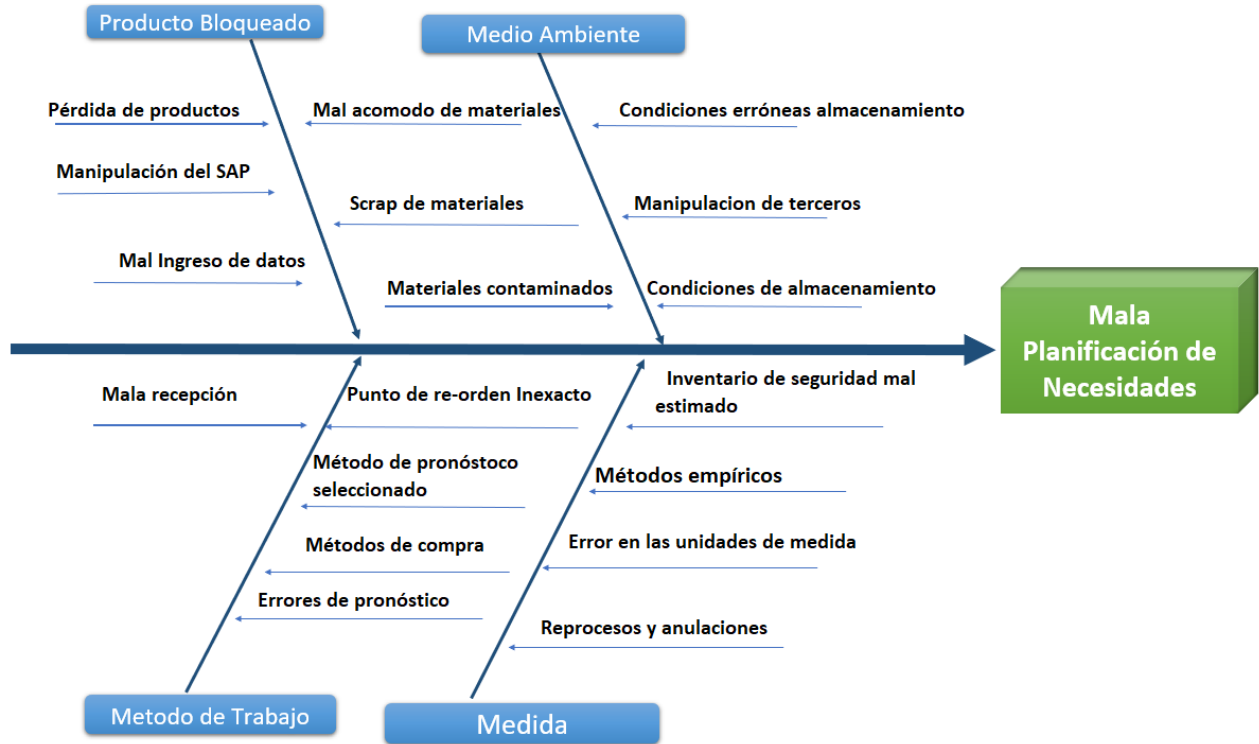 Producto Bloqueado
Medio Ambiente
Pérdida de productos
Mal acomodo de materiales
Condiciones erróneas almacenamiento
Manipulación del SAP
Scrap de materiales
Manipulacion de terceros
Mal Ingreso de datos
Materiales contaminados
Condiciones de almacenamiento
Mala
Planificación de
Necesidades
Mala recepción
Punto de re-orden Inexacto
Inventario de seguridad mal
estimado
Método de pronóstoco
seleccionado
Métodos empíricos
Métodos de compra
Error en las unidades de medida
Errores de pronóstico
Reprocesos y anulaciones
Metodo de Trabajo
Medida